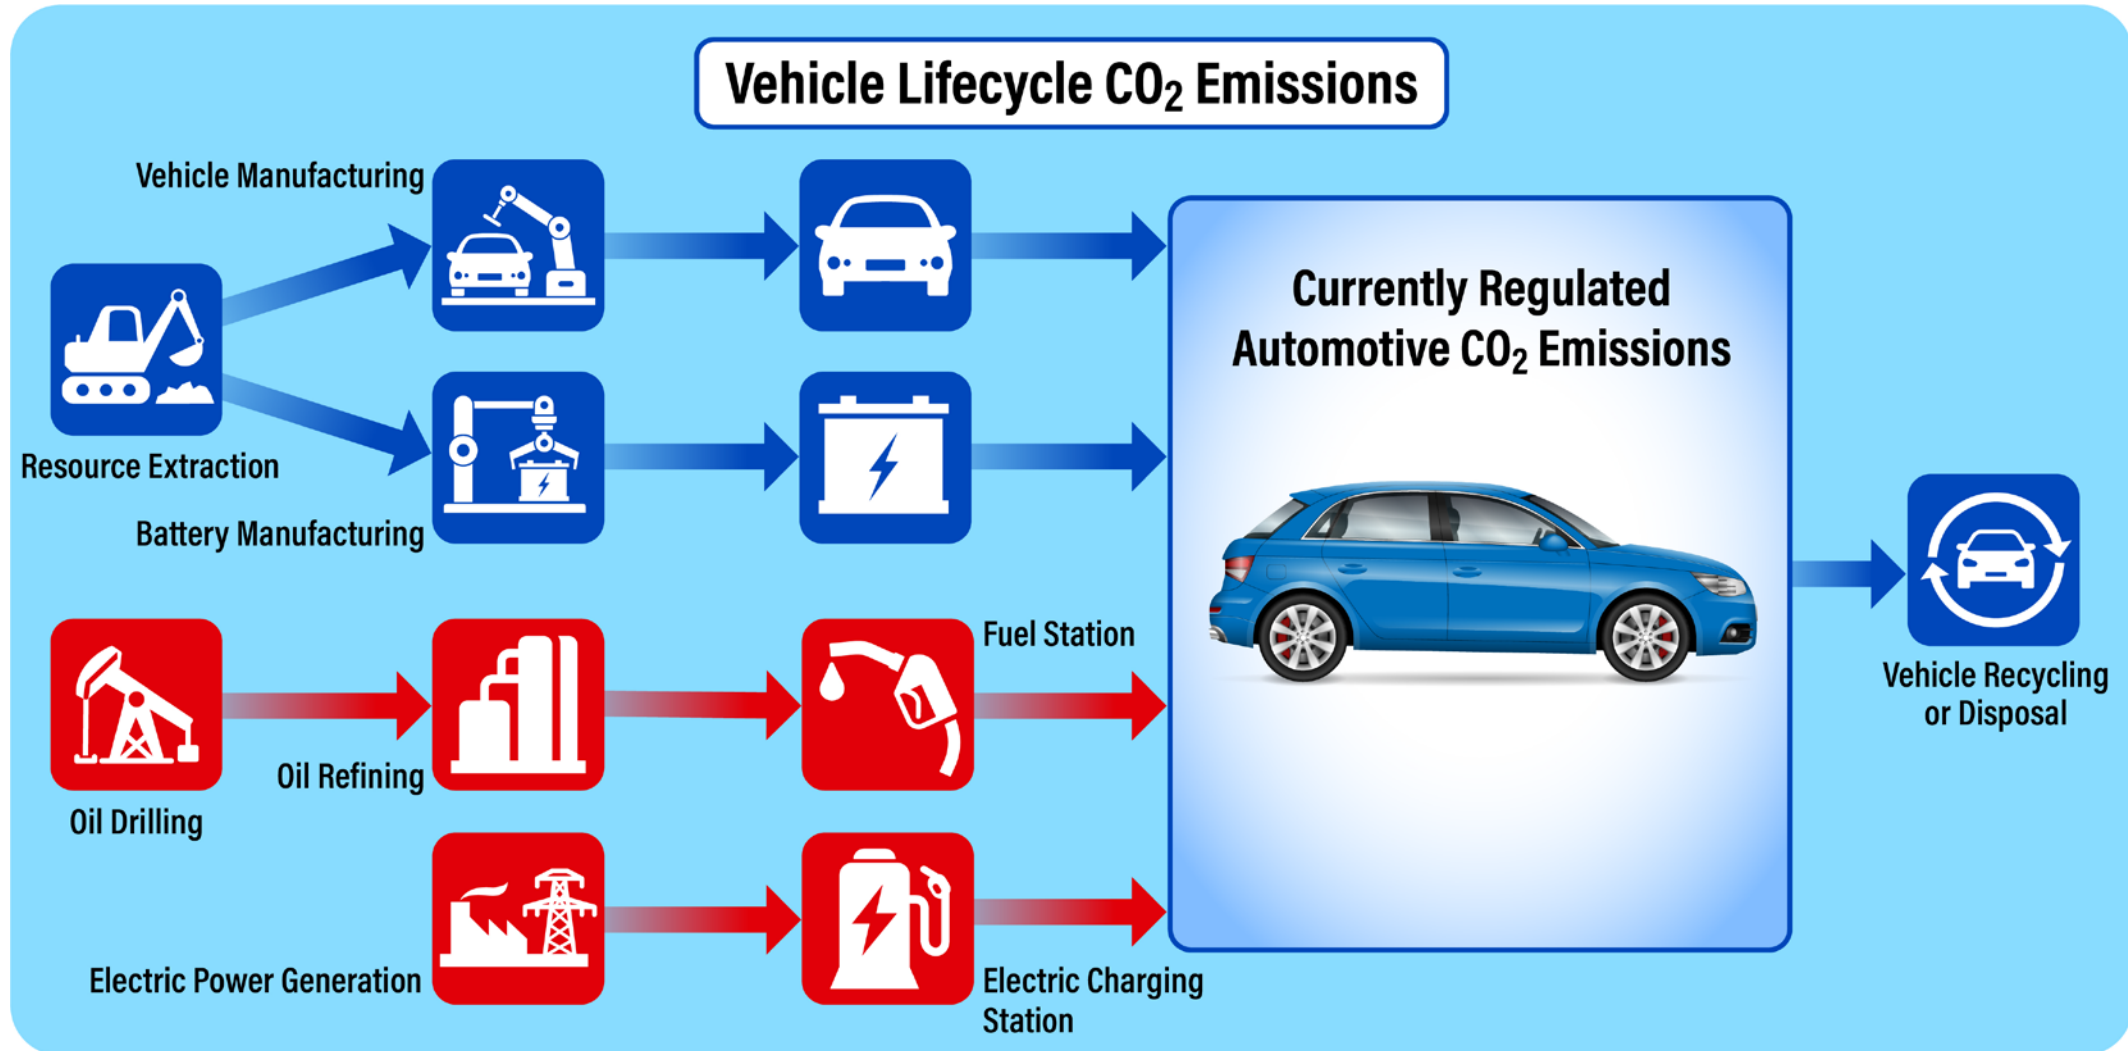 Vehicle Lifecycle CO₂ Emissions
Vehicle Manufacturing
Resource Extraction
Battery Manufacturing
Currently Regulated
Automotive CO₂ Emissions
Fuel Station
Oil Refining
Oil Drilling
Electric Power Generation
Electric Charging
Station
Vehicle Recycling
or Disposal